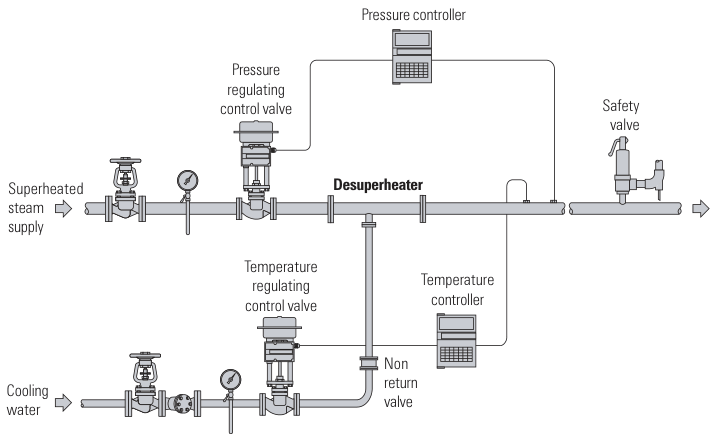 Pressure controller
Pressure
regulating
control valve
Safety
valve
Desuperheater
Superheated
steam
supply
Temperature
regulating
control valve
Temperature
controller
Non
return
valve
Cooling
water